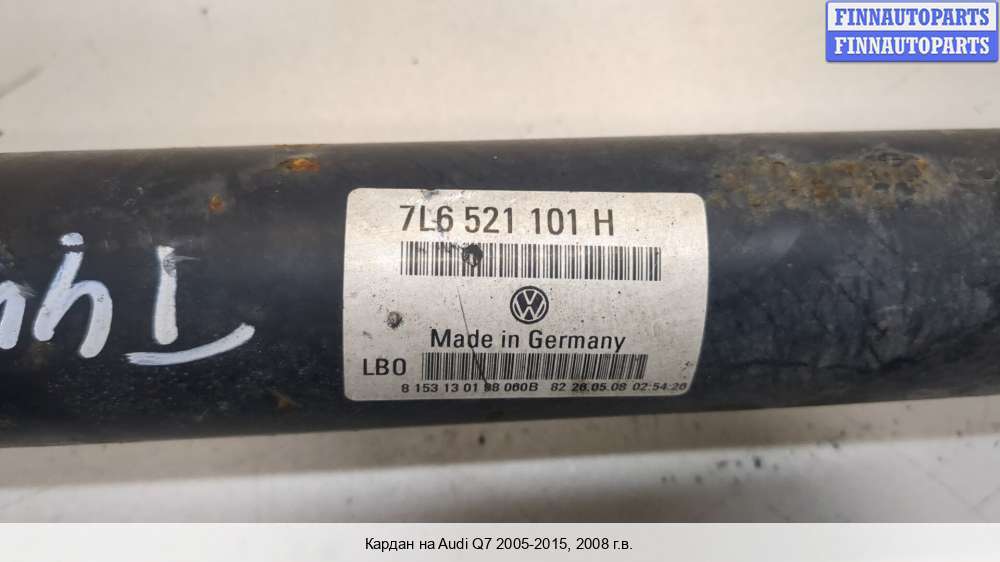 FINNAUTOPARTS
FINNAUTOPARTS
7L6 521 101 H
Made in Germany
LBO
8 153 13 01 98 060B 82 26.05.08 02:54:26
Кардан на Audi Q7 2005-2015, 2008 г.в.